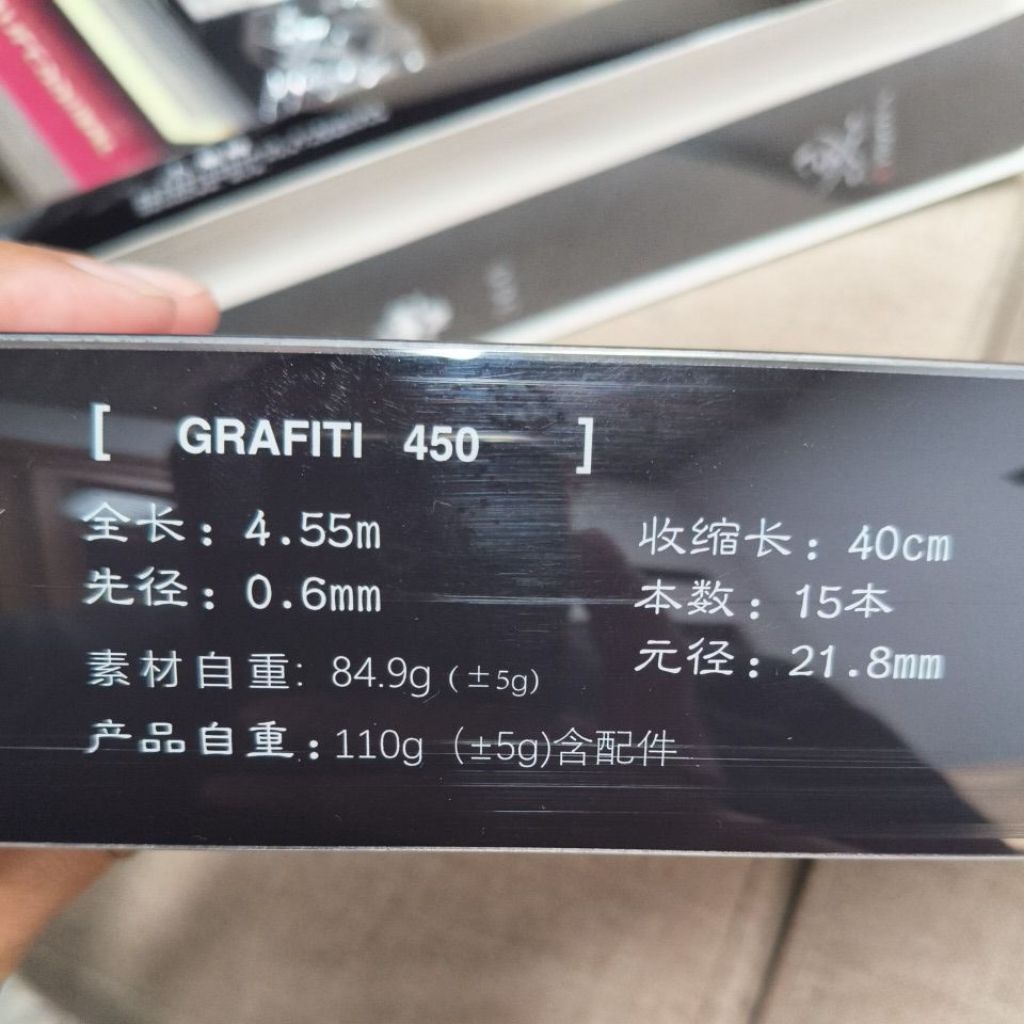 [ GRAFITI 450 ]
全长：4.55m
收缩长：40cm
先径：0.6mm
本数：15本
素材自重：84.9g（±5g）
元径：21.8mm
产品自重：110g（±5g)含配件